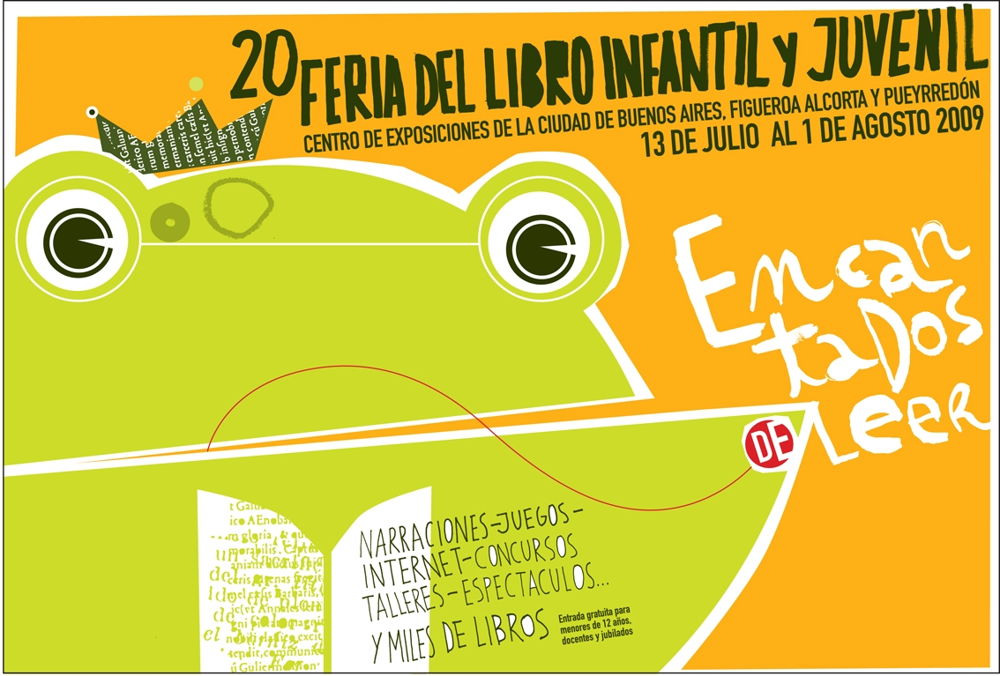 20 FERIA DEL LIBRO INFANTIL y JUVENIL
CENTRO DE EXPOSICIONES DE LA CIUDAD DE BUENOS AIRES, FIGUEROA ALCORTA Y PUEYRREDÓN
13 DE JULIO AL 1 DE AGOSTO 2009
Encan
taDos
DE Leer
NARRACIONES-JUEGOS-
INTERNET-CONCURSOS
TALLERES-ESPECTACULOS...
Y MILES DE LIBROS
Entrada gratuita para
menores de 12 años,
docentes y jubilados